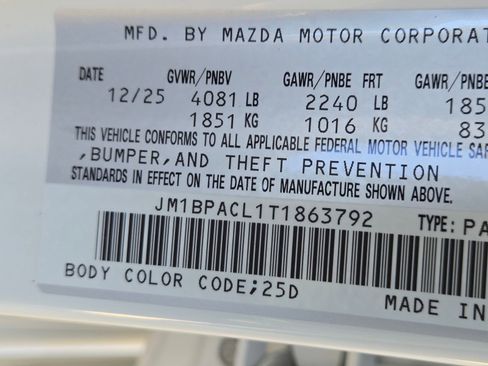 MFD. BY MAZDA MOTOR CORPORAT
DATE GVWR/PNBV GAWR/PNBE FRT GAWR/PNBE
12/25 4081 LB 2240 LB 185
1851 KG 1016 KG 83
THIS VEHICLE CONFORMS TO ALL APPLICABLE FEDERAL MOTOR VEHICLE SAF
,BUMPER,AND THEFT PREVENTION
STANDARDS IN EFFECT ON THE DATE OF MANUFACTURE SHOWN ABOVE.
JM1BPACL1T1863792 TYPE: PA
BODY COLOR CODE;25D MADE IN